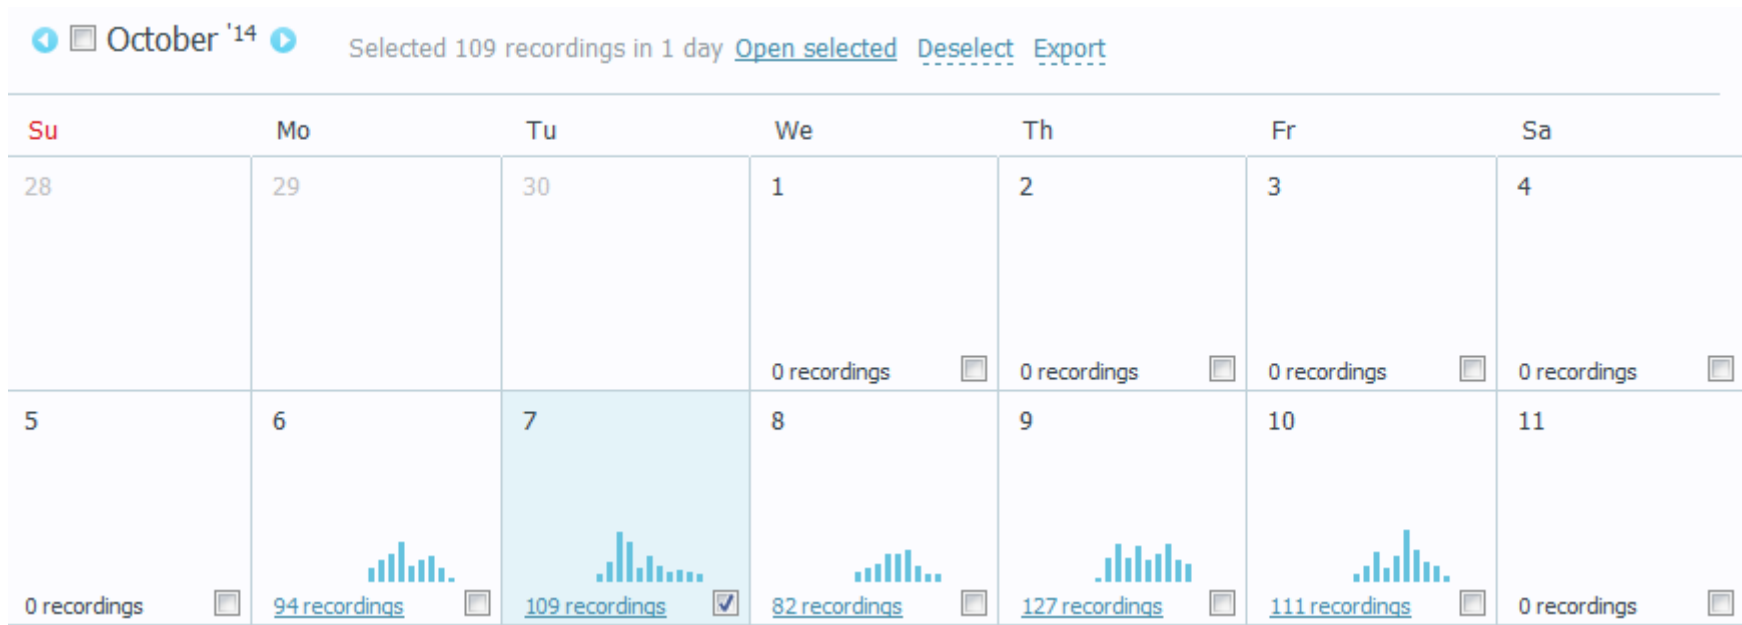 October '14 Selected 109 recordings in 1 day Open selected Deselect Export
Su Mo Tu We Th Fr Sa
28 29 30 1 2 3 4
0 recordings 0 recordings 0 recordings 0 recordings
5 6 7 8 9 10 11
0 recordings 94 recordings 109 recordings 82 recordings 127 recordings 111 recordings 0 recordings